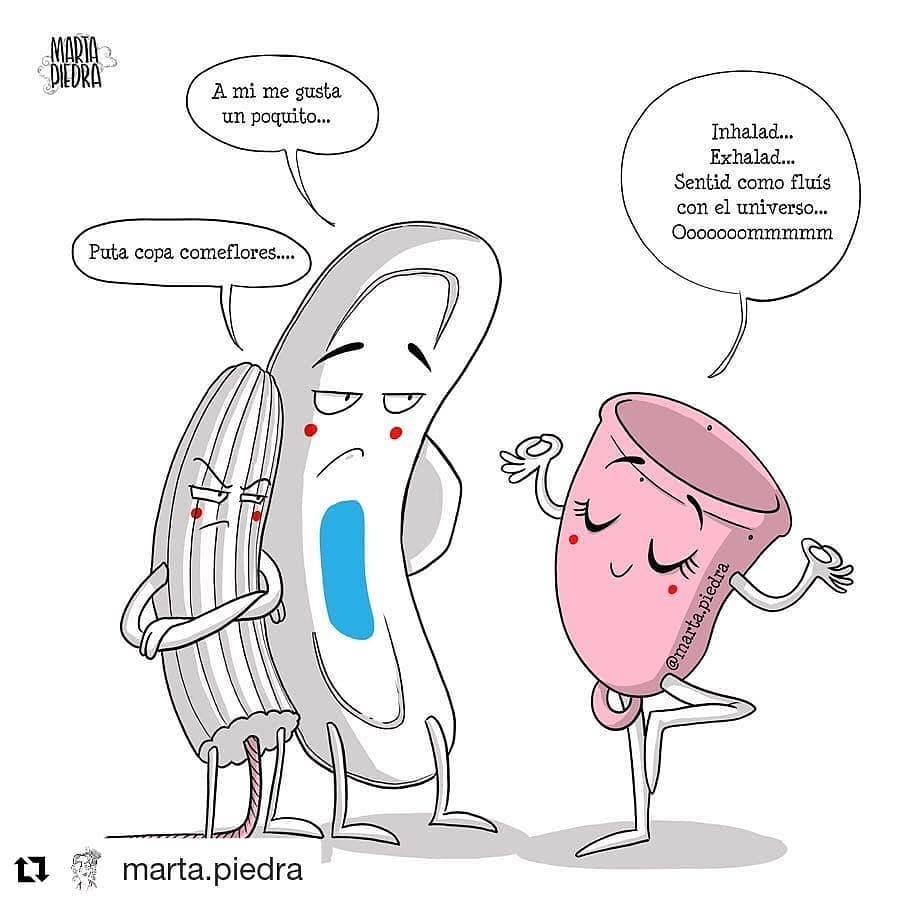 MARTA
PIEDRA
A mi me gusta
un poquito...
Puta copa comeflores....
Inhalad...
Exhalad...
Sentid como fluís
con el universo...
Ooooooommmmm
@marta.piedra
marta.piedra